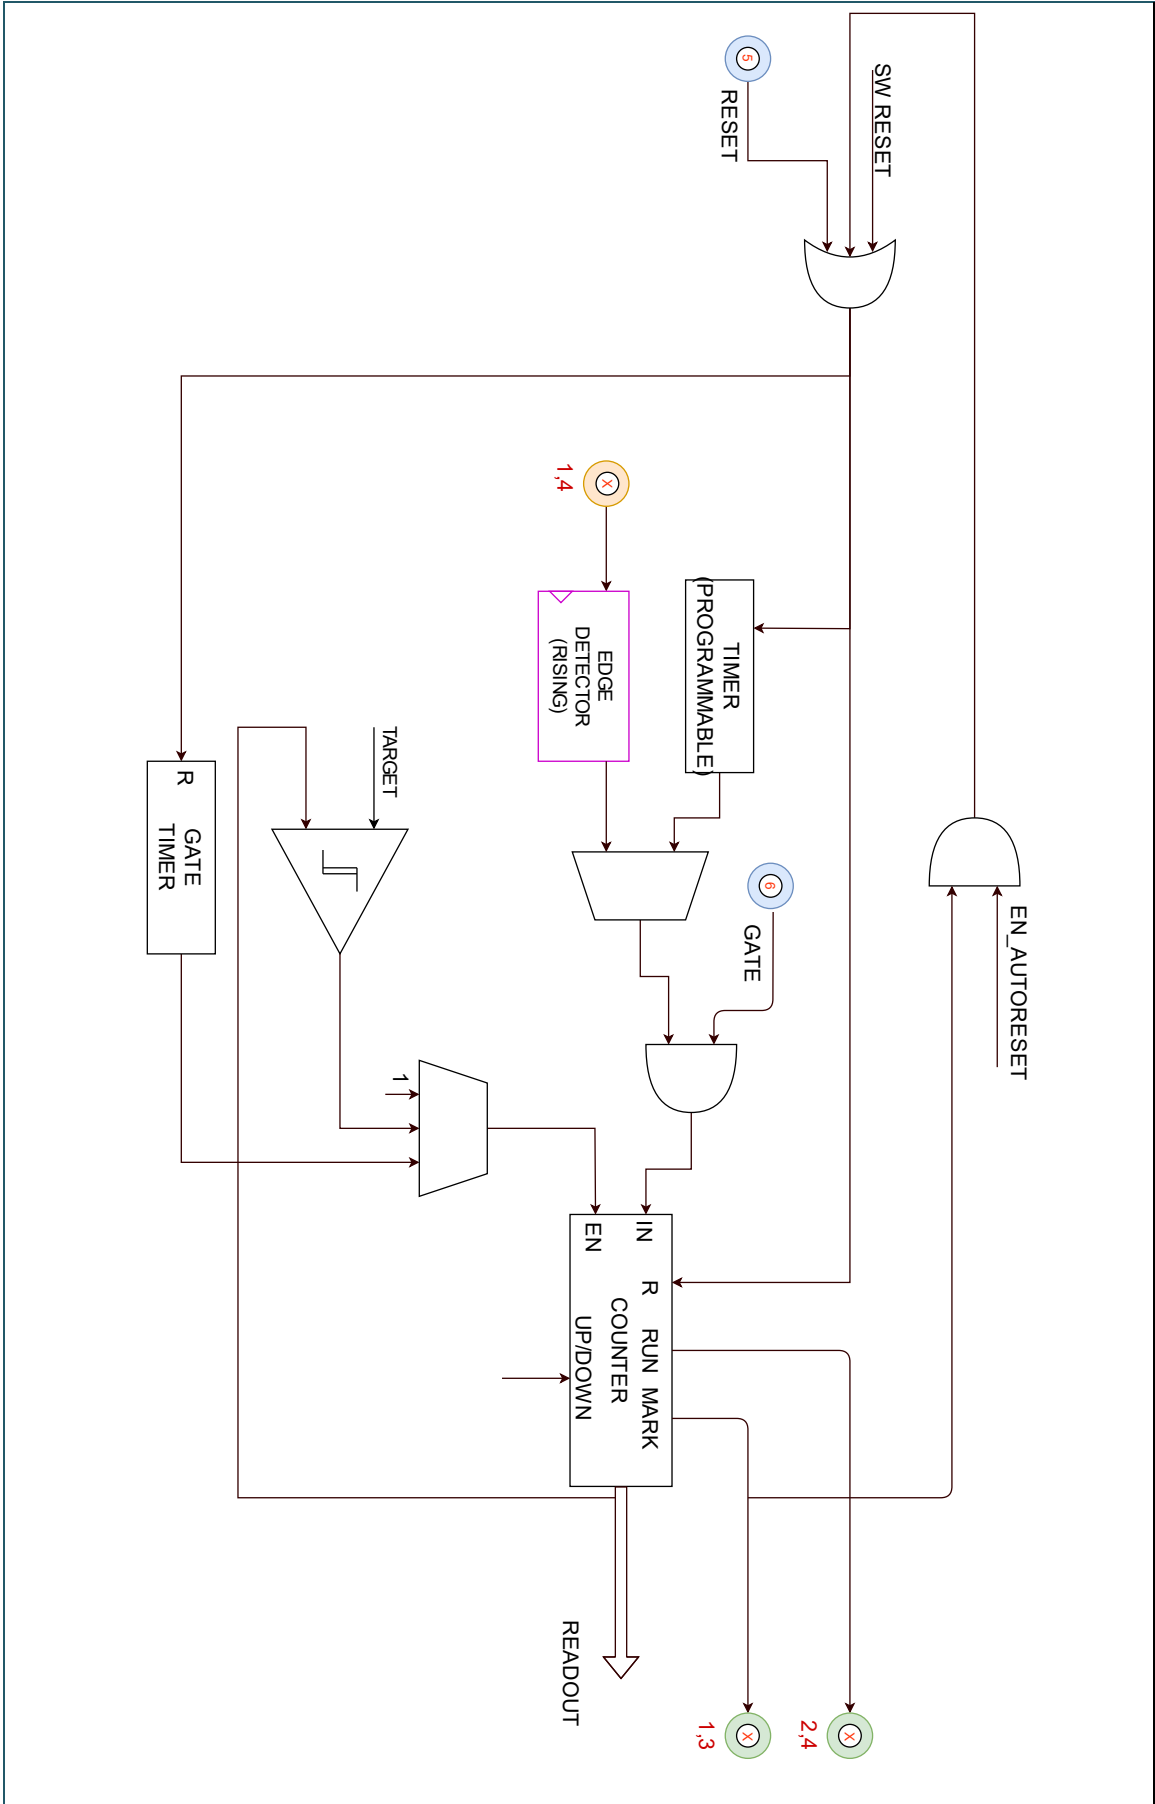 EN_AUTORESET
SW RESET
5
RESET
2,4
X
1,3
X
6
GATE
TIMER
(PROGRAMMABLE)
X
1,4
EDGE
DETECTOR
(RISING)
IN
EN
R
RUN
MARK
COUNTER
UP/DOWN
READOUT
TARGET
1
R
GATE
TIMER